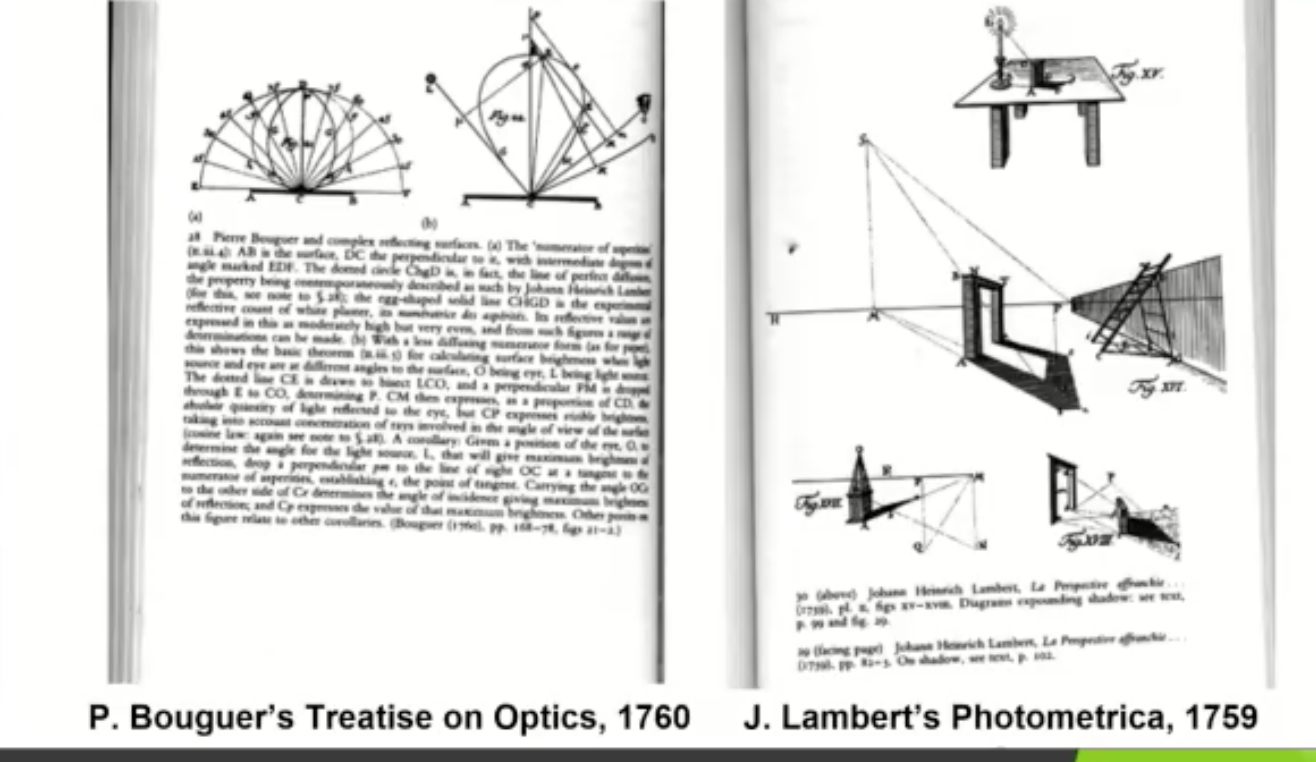 Fig. XV.
Fig. XVI.
Fig. XVII.
Fig. XVIII.
(a)
(b)
28 Pierre Bouguer and complex reflecting surfaces. (a) The 'numerator of asperities'
(II.iii.4): AB is the surface, DC the perpendicular to it, with intermediate degrees of
angle marked EDF. The dotted circle ChgD is, in fact, the line of perfect diffusion,
the property being contemporaneously described as such by Johann Heinrich Lambert
(for this, see note to § 28); the egg-shaped solid line CHGD is the experimental
reflective count of white plaster, its numératrice des aspérités. Its reflective values are
expressed in this as moderately high but very even, and from such figures a range of
determinations can be made. (b) With a less diffusing numerator form (as for paper),
this shows the basic theorem (II.iii.5) for calculating surface brightness when light
source and eye are at different angles to the surface, O being eye, L being light source.
The dotted line CE is drawn to bisect LCO, and a perpendicular PM is dropped
through E to CO, determining P. CM then expresses, as a proportion of CD, the
absolute quantity of light reflected to the eye, but CP expresses visible brightness,
taking into account concentration of rays involved in the angle of view of the surface
(cosine law: again see note to § 28). A corollary: Given a position of the eye, O, to
determine the angle for the light source, L, that will give maximum brightness of
reflection, drop a perpendicular pm to the line of sight OC at a tangent to the
numerator of asperities, establishing e, the point of tangent. Carrying the angle OCe
to the other side of Ce determines the angle of incidence giving maximum brightness
of reflection; and Cp expresses the value of that maximum brightness. Other points in
this figure relate to other corollaries. (Bouguer (1760), pp. 168–78, figs 21–2.)
30 (above) Johann Heinrich Lambert, La Perspective affranchie . . .
(1759), pl. II, figs XV–XVIII. Diagrams expounding shadow: see text,
p. 99 and fig. 29.
29 (facing page) Johann Heinrich Lambert, La Perspective affranchie . . .
(1759), pp. 82–3. On shadow, see text, p. 102.
P. Bouguer's Treatise on Optics, 1760
J. Lambert's Photometrica, 1759